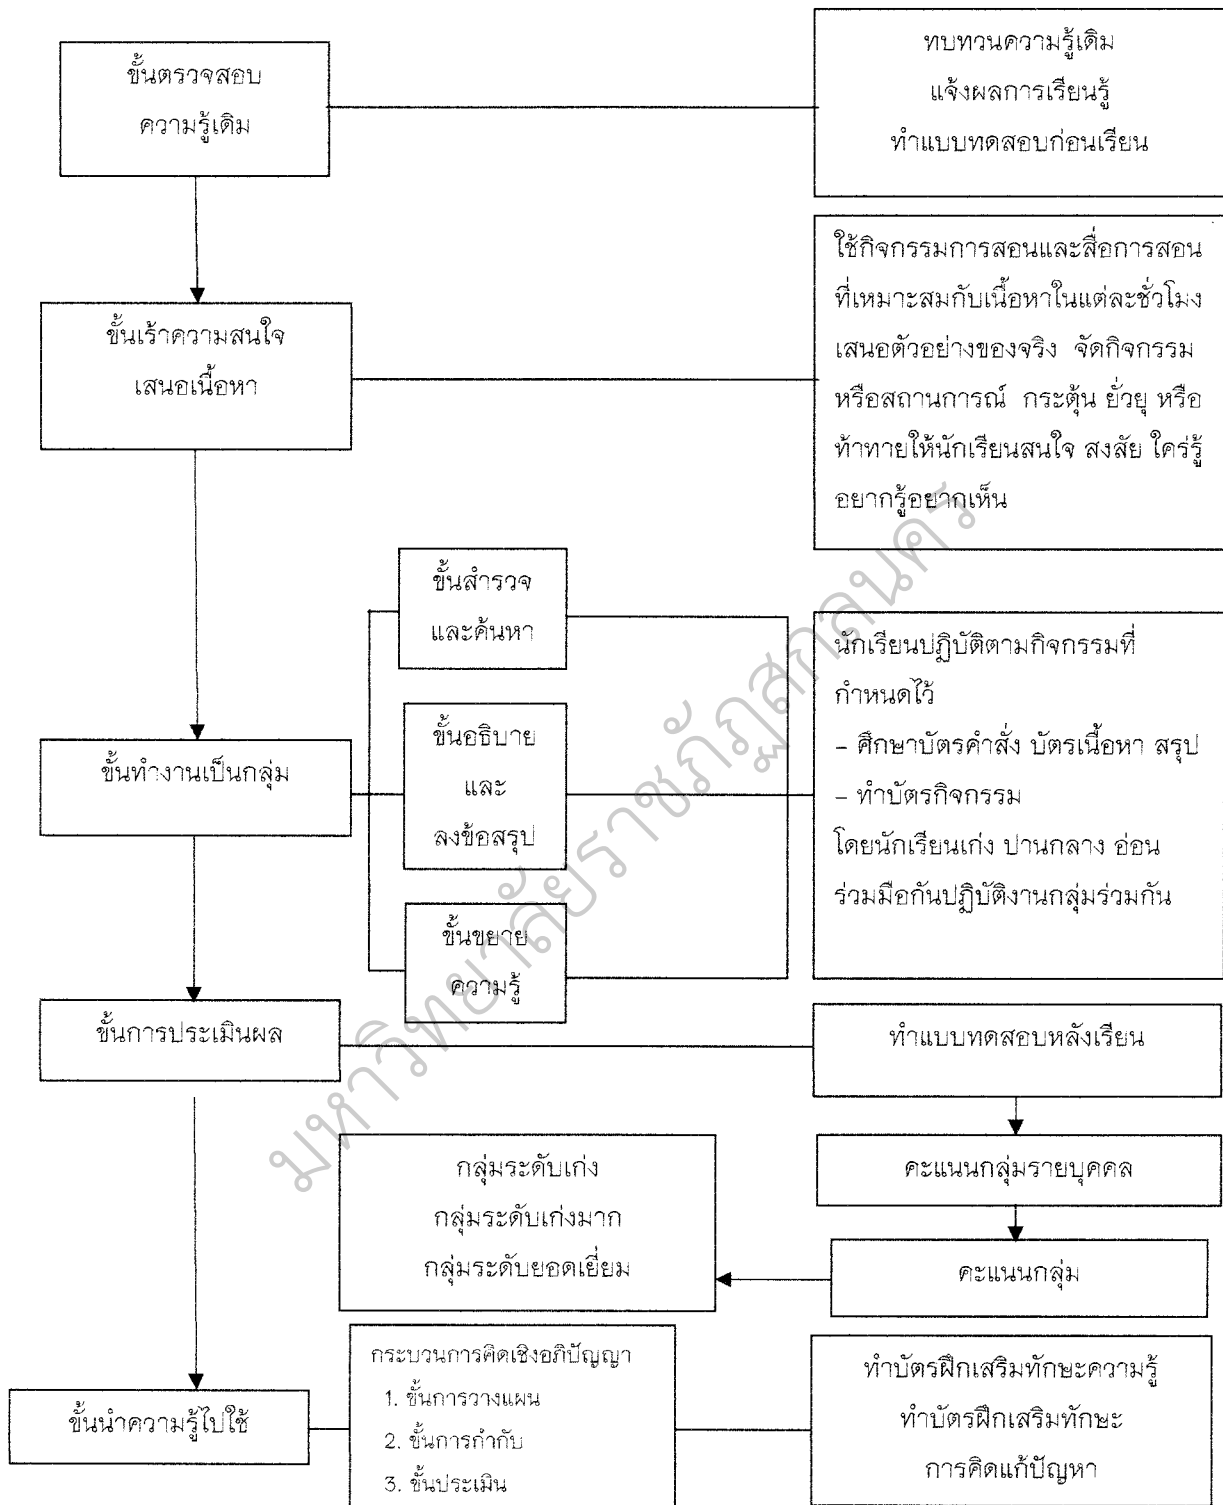 ขั้นตรวจสอบ
ความรู้เดิม
ทบทวนความรู้เดิม
แจ้งผลการเรียนรู้
ทำแบบทดสอบก่อนเรียน
ขั้นเร้าความสนใจ
เสนอเนื้อหา
ใช้กิจกรรมการสอนและสื่อการสอน
ที่เหมาะสมกับเนื้อหาในแต่ละชั่วโมง
เสนอตัวอย่างของจริง จัดกิจกรรม
หรือสถานการณ์ กระตุ้น ยั่วยุ หรือ
ท้าทายให้นักเรียนสนใจ สงสัย ใคร่รู้
อยากรู้อยากเห็น
ขั้นทำงานเป็นกลุ่ม
ขั้นสำรวจ
และค้นหา
ขั้นอธิบาย
และ
ลงข้อสรุป
ขั้นขยาย
ความรู้
นักเรียนปฏิบัติตามกิจกรรมที่
กำหนดไว้
– ศึกษาบัตรคำสั่ง บัตรเนื้อหา สรุป
– ทำบัตรกิจกรรม
โดยนักเรียนเก่ง ปานกลาง อ่อน
ร่วมมือกันปฏิบัติงานกลุ่มร่วมกัน
ขั้นการประเมินผล
ทำแบบทดสอบหลังเรียน
คะแนนกลุ่มรายบุคคล
คะแนนกลุ่ม
กลุ่มระดับเก่ง
กลุ่มระดับเก่งมาก
กลุ่มระดับยอดเยี่ยม
ขั้นนำความรู้ไปใช้
กระบวนการคิดเชิงอภิปัญญา
1. ขั้นการวางแผน
2. ขั้นการกำกับ
3. ขั้นประเมิน
ทำบัตรฝึกเสริมทักษะความรู้
ทำบัตรฝึกเสริมทักษะ
การคิดแก้ปัญหา
มหาวิทยาลัยราชภัฏสกลนคร